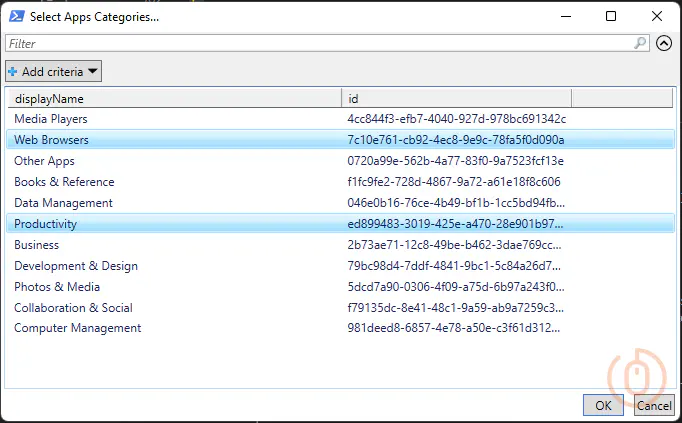 Select Apps Categories...
Filter
Add criteria
displayName id
Media Players 4cc844f3-efb7-4040-927d-978bc691342c
Web Browsers 7c10e761-cb92-4ec8-9e9c-78fa5f0d090a
Other Apps 0720a99e-562b-4a77-83f0-9a7523fcf13e
Books & Reference f1fc9fe2-728d-4867-9a72-a61e18f8c606
Data Management 046e0b16-76ce-4b49-bf1b-1cc5bd94fb...
Productivity ed899483-3019-425e-a470-28e901b97...
Business 2b73ae71-12c8-49be-b462-3dae769cc...
Development & Design 79bc98d4-7ddf-4841-9bc1-5c84a26d7...
Photos & Media 5dcd7a90-0306-4f09-a75d-6b97a243f0...
Collaboration & Social f79135dc-8e41-48c1-9a59-ab9a7259c3...
Computer Management 981deed8-6857-4e78-a50e-c3f61d312...
OK Cancel